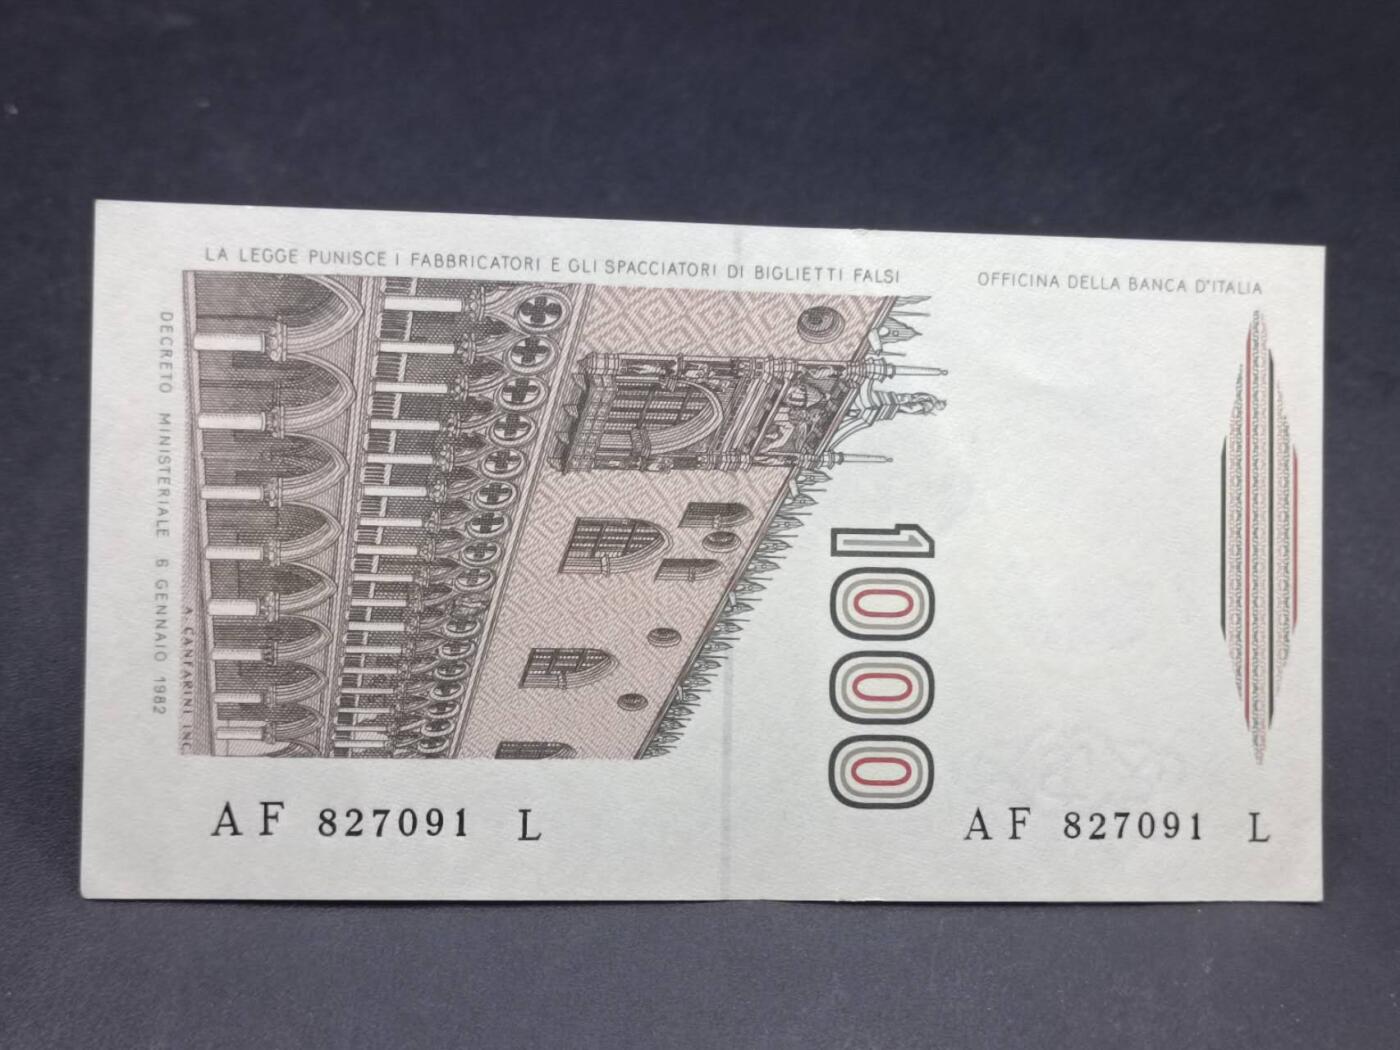 LA LEGGE PUNISCE I FABBRICATORI E GLI SPACCIATORI DI BIGLIETTI FALSI
OFFICINA DELLA BANCA D'ITALIA
DECRETO MINISTERIALE 6 GENNAIO 1982
A. CANFARINI INC.
1000
AF 827091 L
AF 827091 L